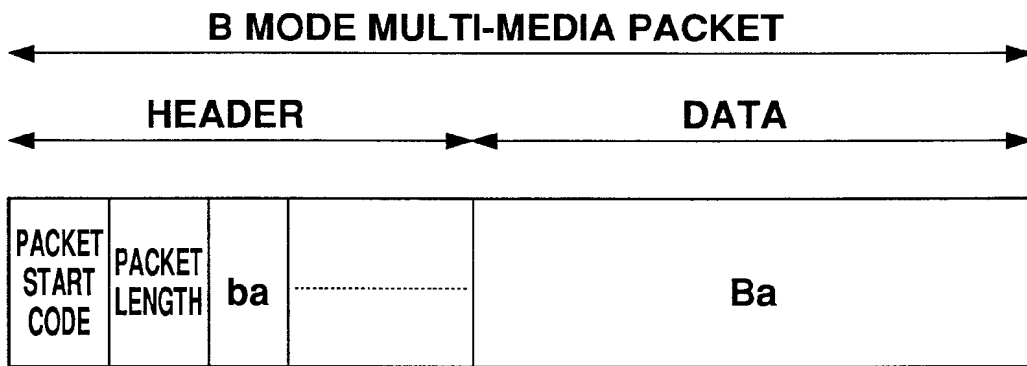 B MODE MULTI-MEDIA PACKET
HEADER
DATA
PACKET
START
CODE
PACKET
LENGTH
ba
Ba